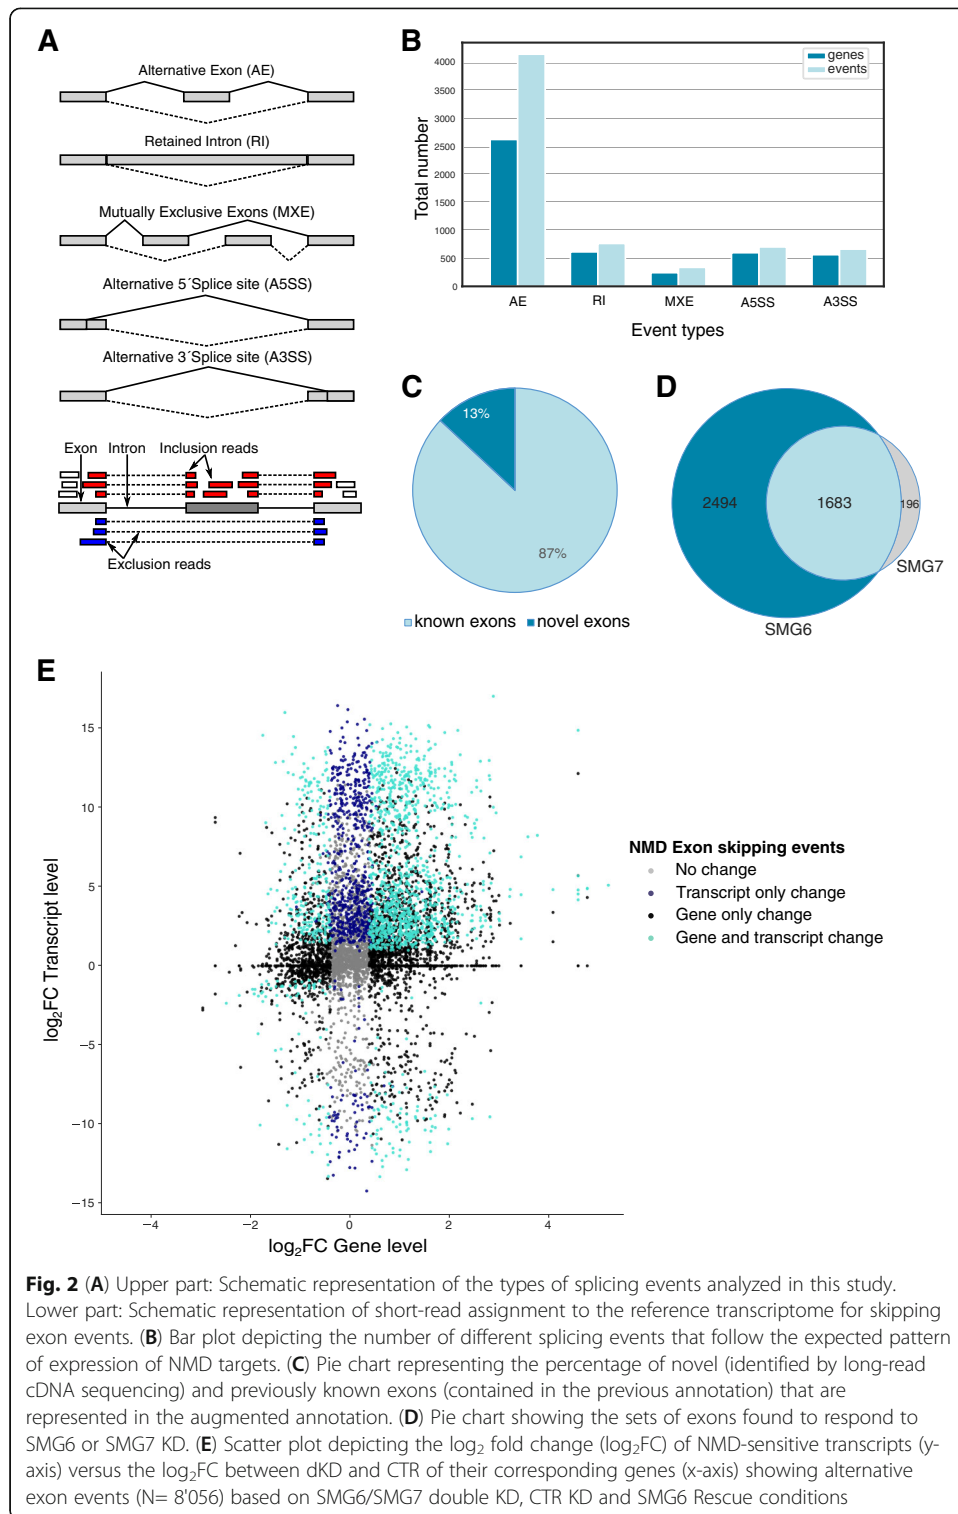 A
Alternative Exon (AE)
Retained Intron (RI)
Mutually Exclusive Exons (MXE)
Alternative 5´Splice site (A5SS)
Alternative 3´Splice site (A3SS)
Exon Intron Inclusion reads
Exclusion reads
B
genes
events
Total number
4000
3500
3000
2500
2000
1500
1000
500
0
AE RI MXE A5SS A3SS
Event types
C
13%
87%
known exons novel exons
D
2494 1683 196
SMG7
SMG6
E
log2FC Transcript level
15
10
5
0
−5
−10
−15
−4 −2 0 2 4
log2FC Gene level
NMD Exon skipping events
No change
Transcript only change
Gene only change
Gene and transcript change
Fig. 2 (A) Upper part: Schematic representation of the types of splicing events analyzed in this study.
Lower part: Schematic representation of short-read assignment to the reference transcriptome for skipping
exon events. (B) Bar plot depicting the number of different splicing events that follow the expected pattern
of expression of NMD targets. (C) Pie chart representing the percentage of novel (identified by long-read
cDNA sequencing) and previously known exons (contained in the previous annotation) that are
represented in the augmented annotation. (D) Pie chart showing the sets of exons found to respond to
SMG6 or SMG7 KD. (E) Scatter plot depicting the log2 fold change (log2FC) of NMD-sensitive transcripts (y-
axis) versus the log2FC between dKD and CTR of their corresponding genes (x-axis) showing alternative
exon events (N= 8'056) based on SMG6/SMG7 double KD, CTR KD and SMG6 Rescue conditions